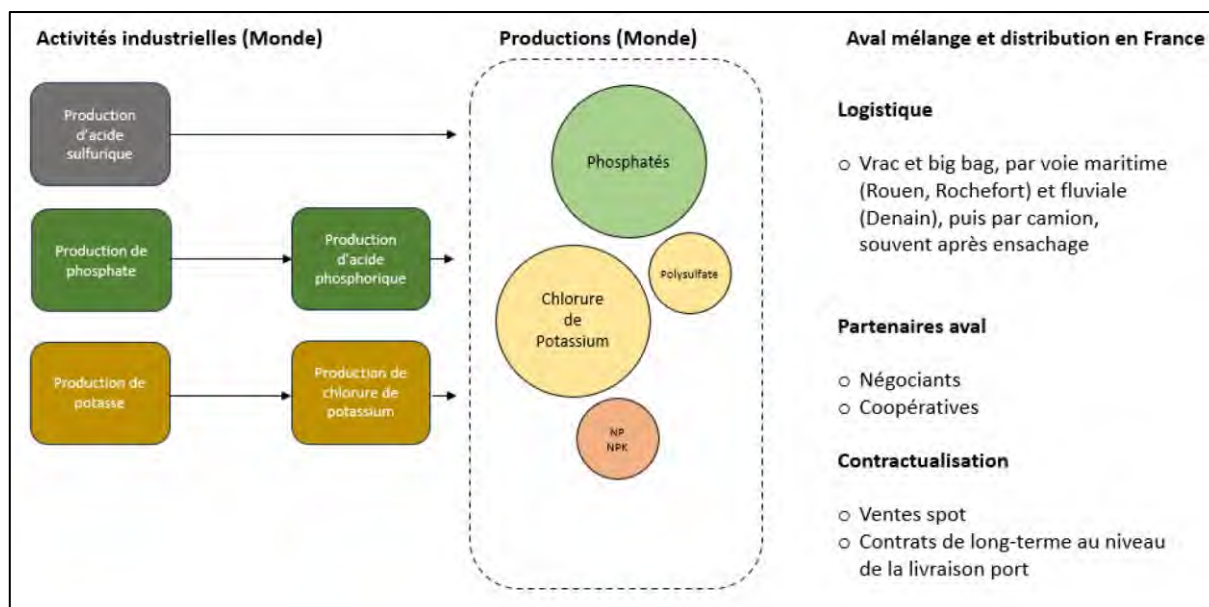 Activités industrielles (Monde)
Productions (Monde)
Aval mélange et distribution en France
Production
d'acide
sulfurique
Production de
phosphate
Production
d'acide
phosphorique
Production de
potasse
Production de
chlorure de
potassium
Phosphatés
Polysulfate
Chlorure
de
Potassium
NP
NPK
Logistique
o Vrac et big bag, par voie maritime
(Rouen, Rochefort) et fluviale
(Denain), puis par camion,
souvent après ensachage
Partenaires aval
o Négociants
o Coopératives
Contractualisation
o Ventes spot
o Contrats de long-terme au niveau
de la livraison port